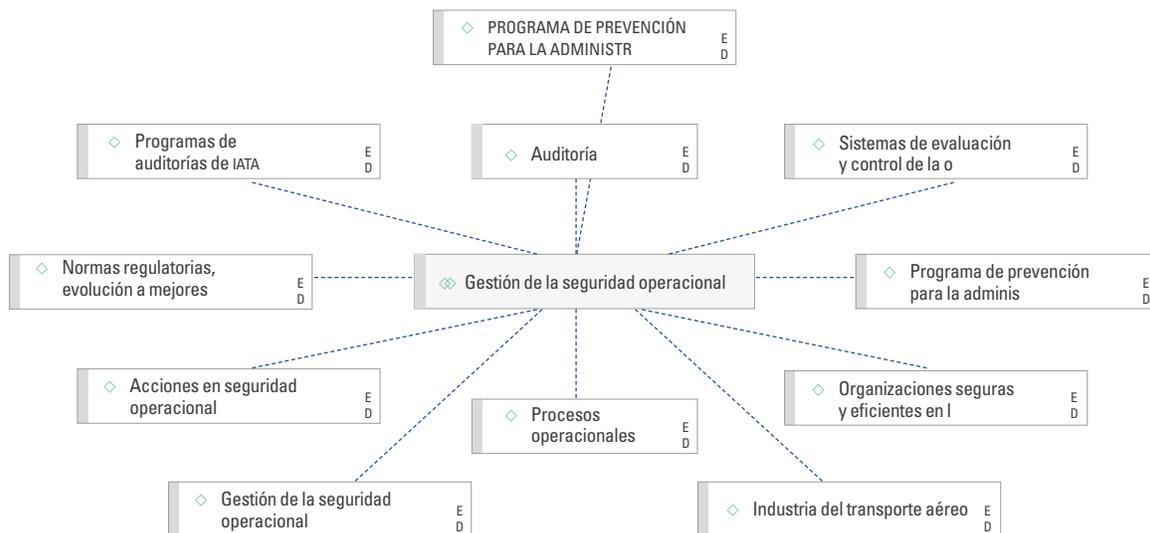 PROGRAMA DE PREVENCIÓN
PARA LA ADMINISTR
E
D
Programas de
auditorías de IATA
E
D
Auditoría
E
D
Sistemas de evaluación
y control de la o
E
D
Normas regulatorias,
evolución a mejores
E
D
Gestión de la seguridad operacional
Programa de prevención
para la adminis
E
D
Acciones en seguridad
operacional
E
D
Procesos
operacionales
E
D
Organizaciones seguras
y eficientes en l
E
D
Gestión de la seguridad
operacional
E
D
Industria del transporte aéreo
E
D